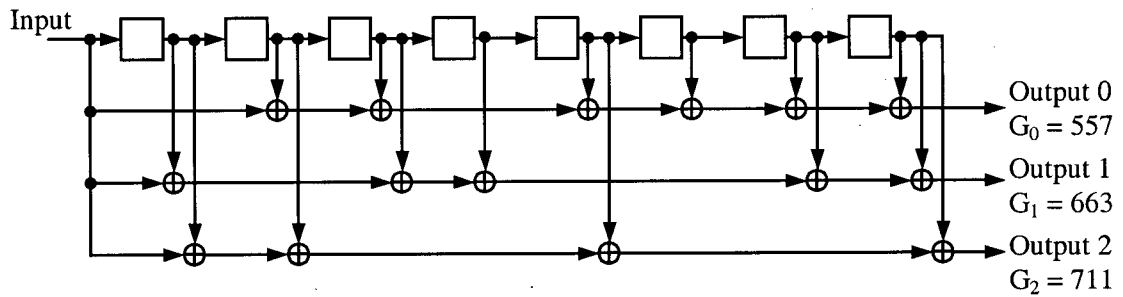 Input
Output 0
G₀ = 557
Output 1
G₁ = 663
Output 2
G₂ = 711